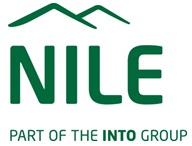 NILE
PART OF THE INTO GROUP